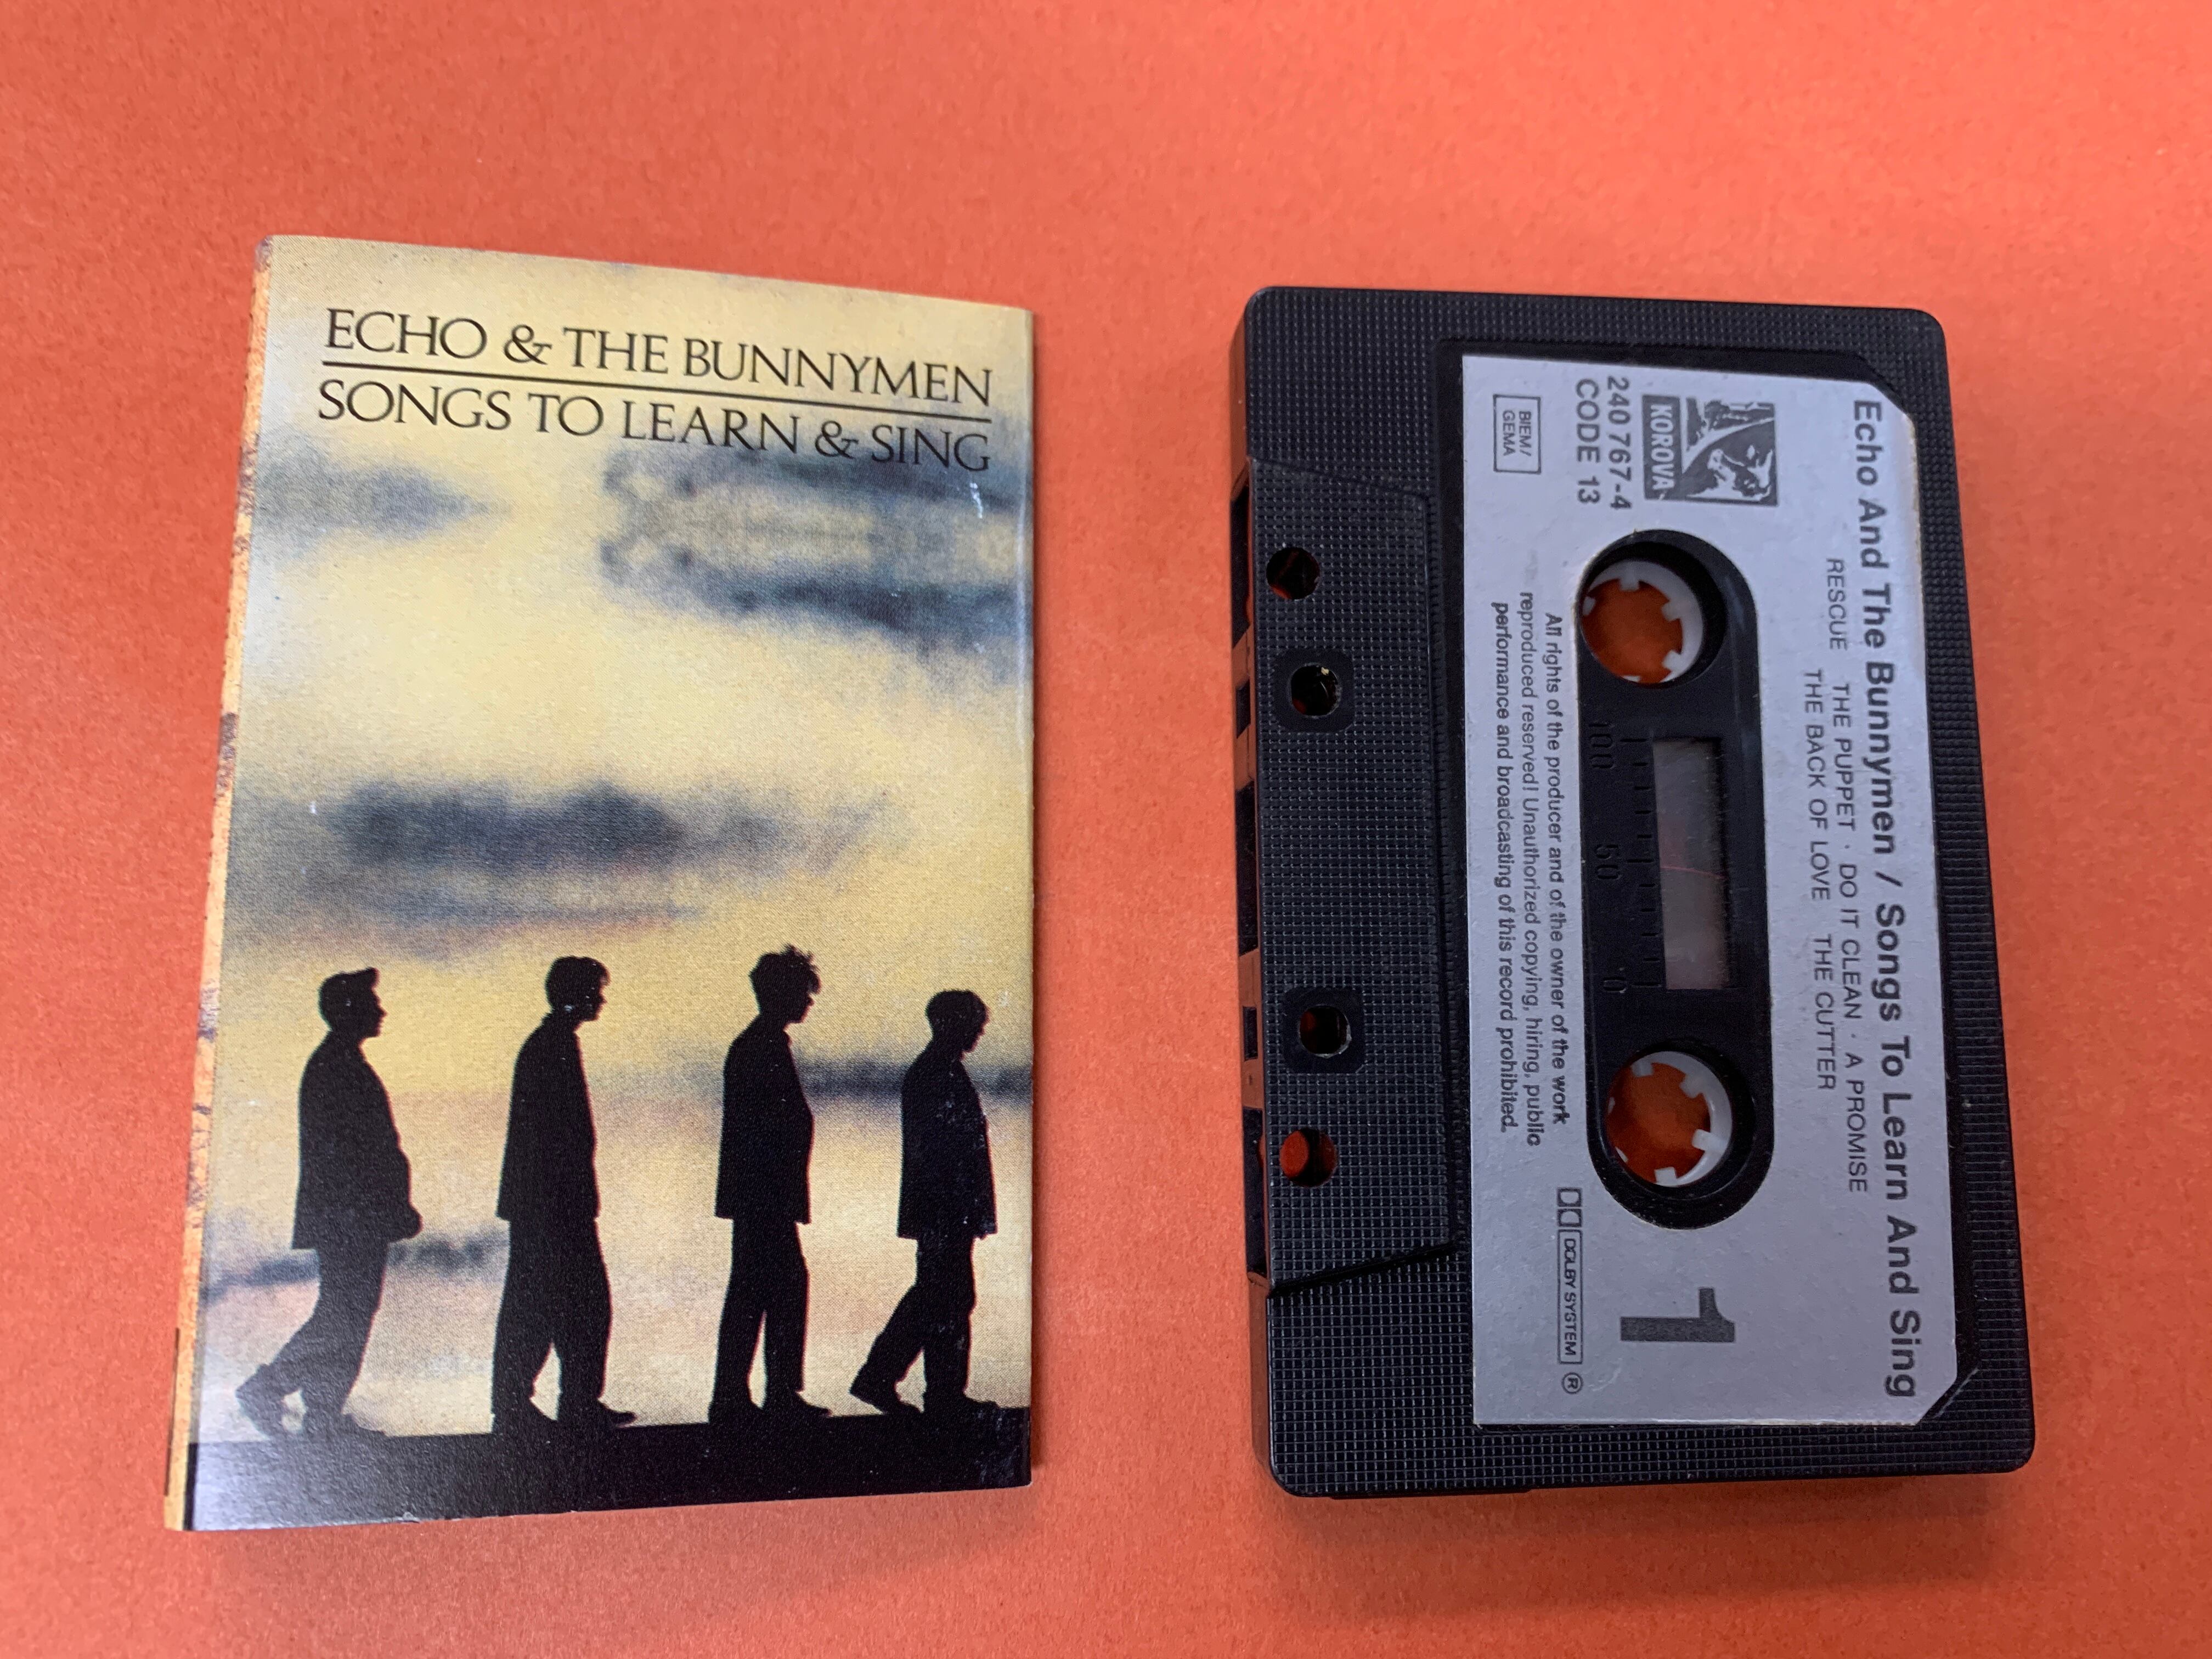 ECHO & THE BUNNYMEN
SONGS TO LEARN & SING
Echo And The Bunnymen / Songs To Learn And Sing
RESCUE THE PUPPET · DO IT CLEAN · A PROMISE
THE BACK OF LOVE THE CUTTER
KOROVA
240 767-4
CODE 13
BIEM/
GEMA
1
100 50 0
All rights of the producer and of the owner of the work
reproduced reserved! Unauthorized copying, hiring, public
performance and broadcasting of this record prohibited.
DOLBY SYSTEM ®